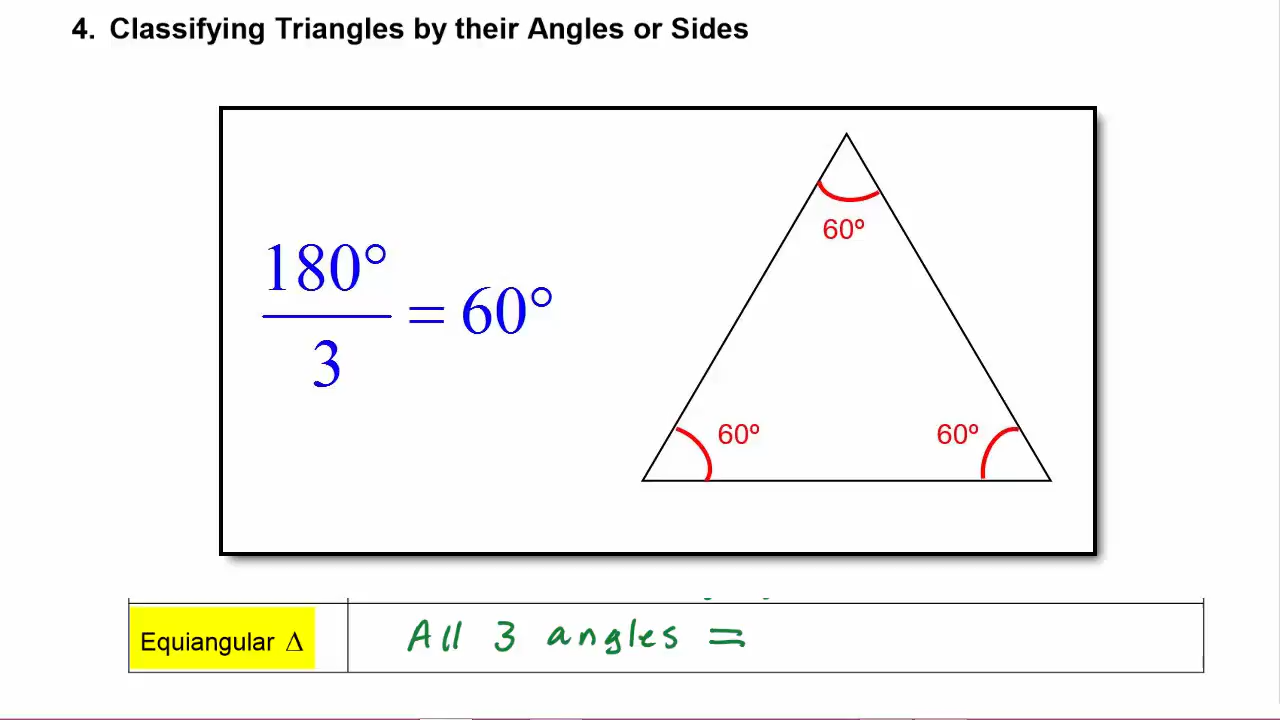 4. Classifying Triangles by their Angles or Sides
180°
3
= 60°
60º
60º
60º
Equiangular Δ
All 3 angles =